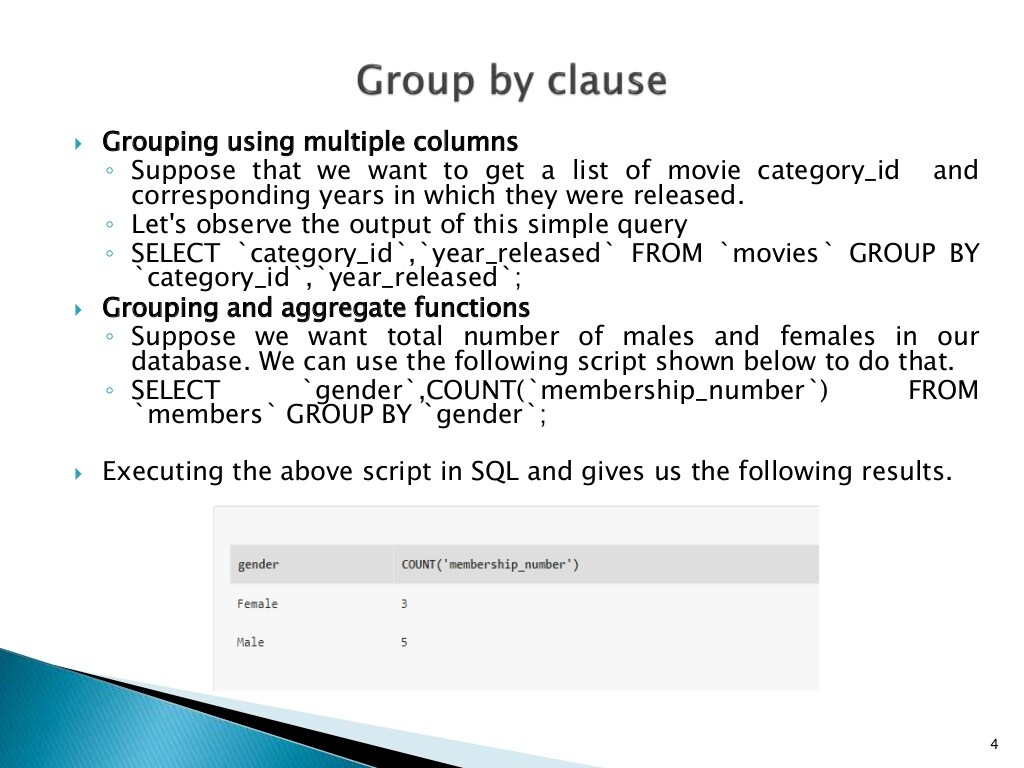 Group by clause
Grouping using multiple columns
Suppose that we want to get a list of movie category_id and
corresponding years in which they were released.
Let's observe the output of this simple query
SELECT `category_id`,`year_released` FROM `movies` GROUP BY
`category_id`,`year_released`;
Grouping and aggregate functions
Suppose we want total number of males and females in our
database. We can use the following script shown below to do that.
SELECT `gender`,COUNT(`membership_number`) FROM
`members` GROUP BY `gender`;
Executing the above script in SQL and gives us the following results.
gender COUNT('membership_number')
Female 3
Male 5
4